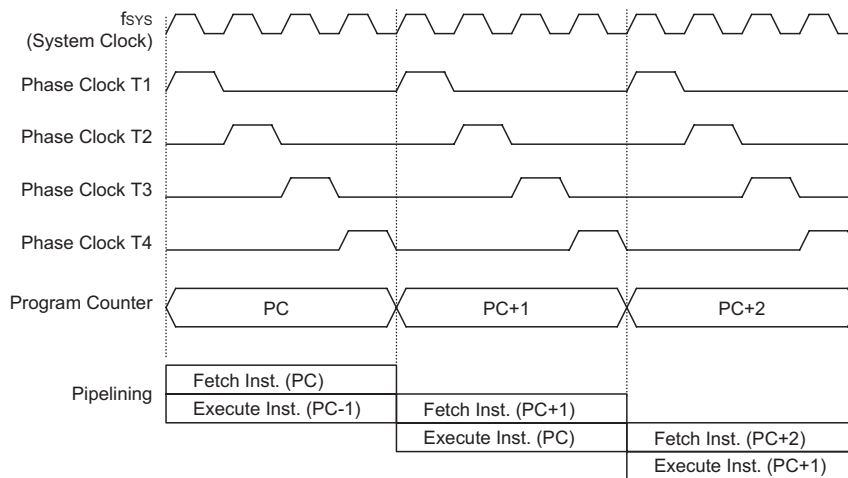 fSYS
(System Clock)
Phase Clock T1
Phase Clock T2
Phase Clock T3
Phase Clock T4
Program Counter PC PC+1 PC+2
Pipelining
Fetch Inst. (PC)
Execute Inst. (PC-1) Fetch Inst. (PC+1)
Execute Inst. (PC) Fetch Inst. (PC+2)
Execute Inst. (PC+1)